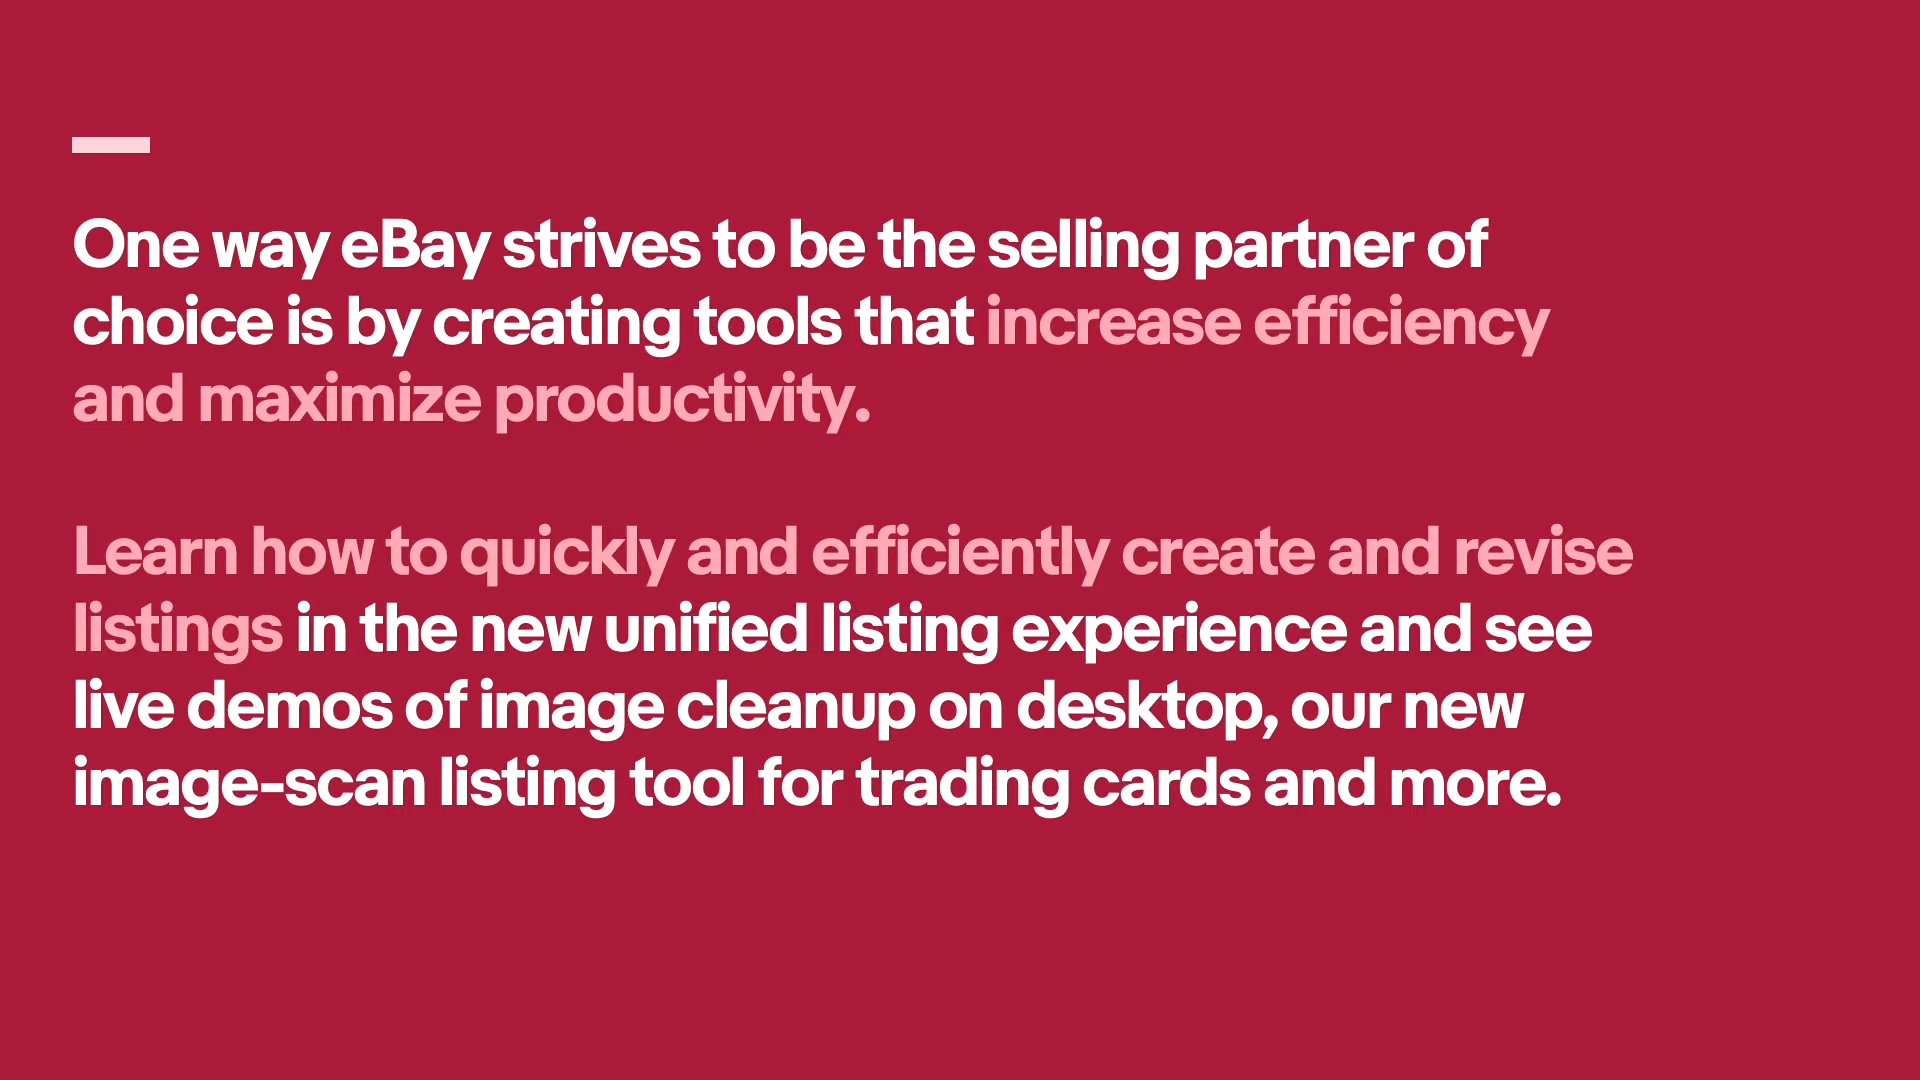 One way eBay strives to be the selling partner of
choice is by creating tools that increase efficiency
and maximize productivity.
Learn how to quickly and efficiently create and revise
listings in the new unified listing experience and see
live demos of image cleanup on desktop, our new
image-scan listing tool for trading cards and more.